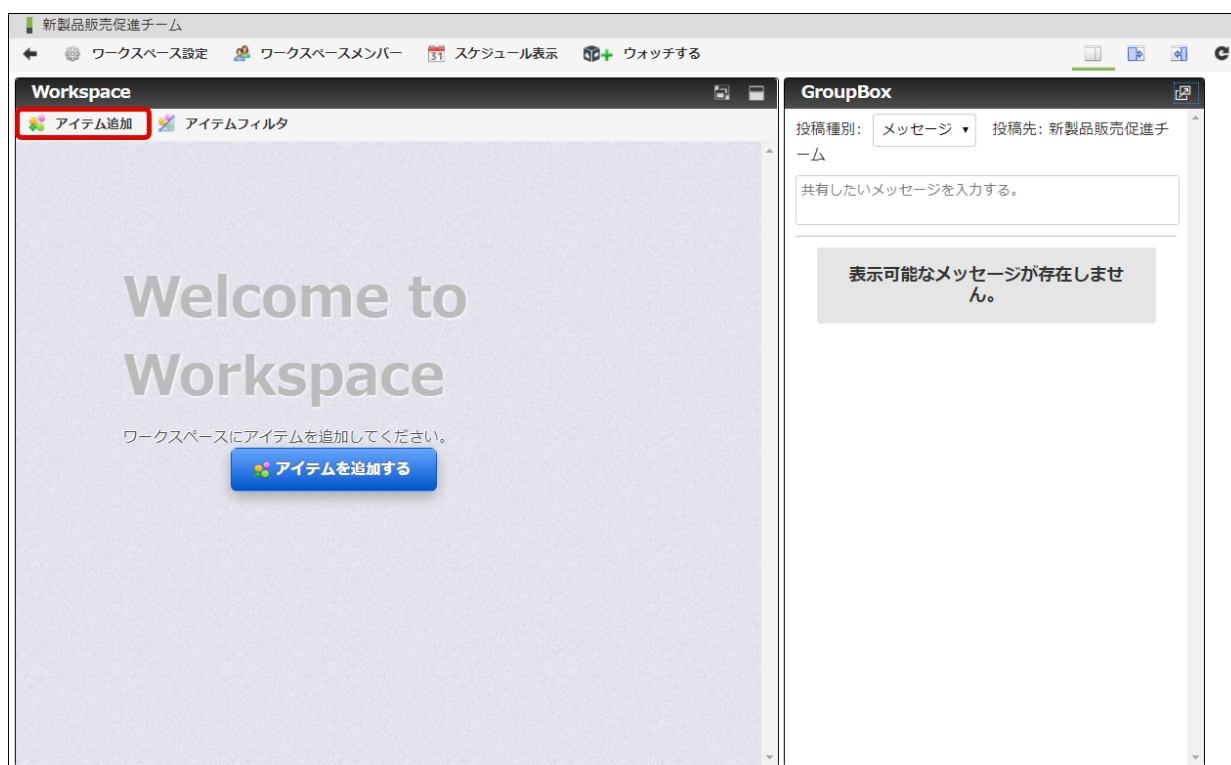 新製品販売促進チーム
ワークスペース設定 ワークスペースメンバー 31 スケジュール表示 ウォッチする
Workspace
アイテム追加 アイテムフィルタ
Welcome to
Workspace
ワークスペースにアイテムを追加してください。
アイテムを追加する
GroupBox
投稿種別: メッセージ 投稿先: 新製品販売促進チ
ーム
共有したいメッセージを入力する。
表示可能なメッセージが存在しませ
ん。